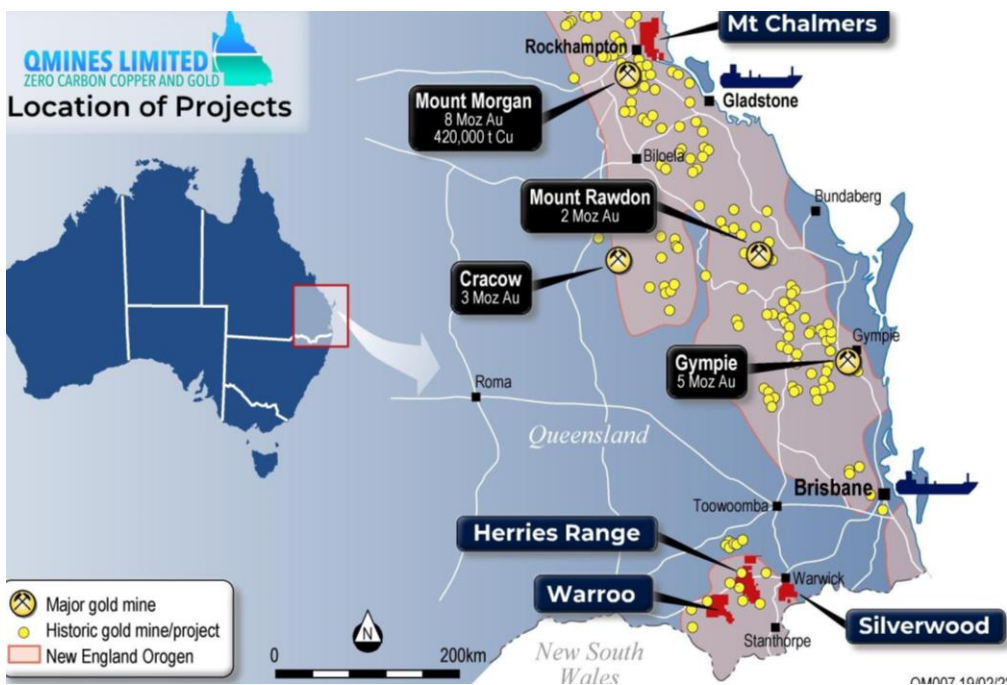 QMINES LIMITED
ZERO CARBON COPPER AND GOLD
Location of Projects
Mt Chalmers
Rockhampton
Mount Morgan
8 Moz Au
420,000 t Cu
Gladstone
Biloela
Mount Rawdon
2 Moz Au
Bundaberg
Cracow
3 Moz Au
Gympie
Gympie
5 Moz Au
Roma
Queensland
Brisbane
Toowoomba
Herries Range
Warroo
Warwick
Silverwood
Stanthorpe
Major gold mine
Historic gold mine/project
New England Orogen
N
0 200km
New South
Wales